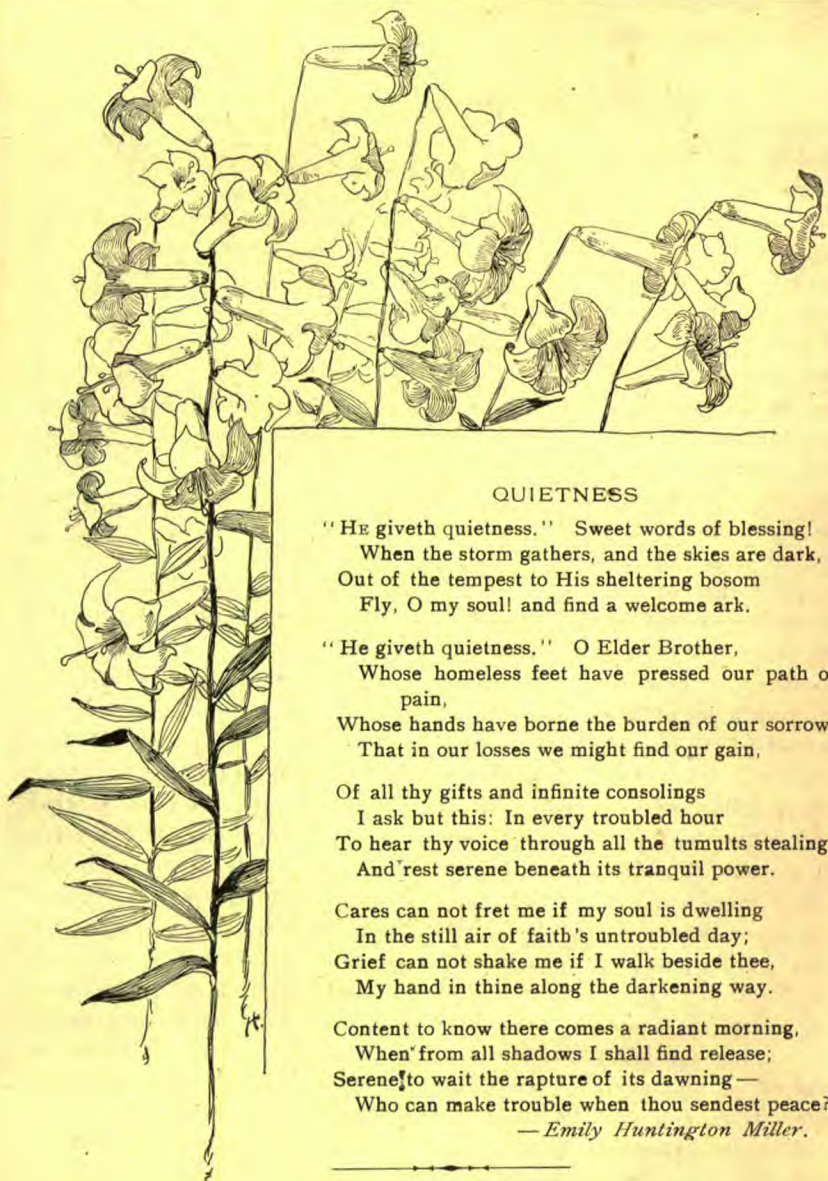 QUIETNESS
"HE giveth quietness." Sweet words of blessing!
When the storm gathers, and the skies are dark,
Out of the tempest to His sheltering bosom
Fly, O my soul! and find a welcome ark.
"He giveth quietness." O Elder Brother,
Whose homeless feet have pressed our path o
pain,
Whose hands have borne the burden of our sorrow
That in our losses we might find our gain,
Of all thy gifts and infinite consolings
I ask but this: In every troubled hour
To hear thy voice through all the tumults stealing
And rest serene beneath its tranquil power.
Cares can not fret me if my soul is dwelling
In the still air of faith's untroubled day;
Grief can not shake me if I walk beside thee,
My hand in thine along the darkening way.
Content to know there comes a radiant morning,
When from all shadows I shall find release;
Serene to wait the rapture of its dawning—
Who can make trouble when thou sendest peace?
—Emily Huntington Miller.